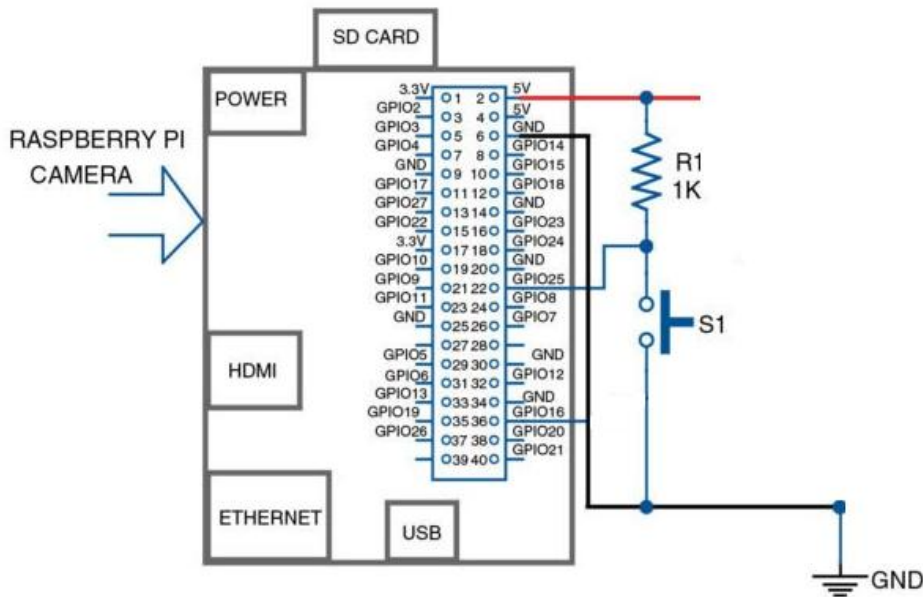 SD CARD
POWER
RASPBERRY PI
CAMERA
HDMI
ETHERNET
USB
3.3V 1 2 5V
GPIO2 3 4 5V
GPIO3 5 6 GND
GPIO4 7 8 GPIO14
GND 9 10 GPIO15
GPIO17 11 12 GPIO18
GPIO27 13 14 GND
GPIO22 15 16 GPIO23
3.3V 17 18 GPIO24
GPIO10 19 20 GND
GPIO9 21 22 GPIO25
GPIO11 23 24 GPIO8
GND 25 26 GPIO7
27 28
GPIO5 29 30 GND
GPIO6 31 32 GPIO12
GPIO13 33 34 GND
GPIO19 35 36 GPIO16
GPIO26 37 38 GPIO20
39 40 GPIO21
R1
1K
S1
GND